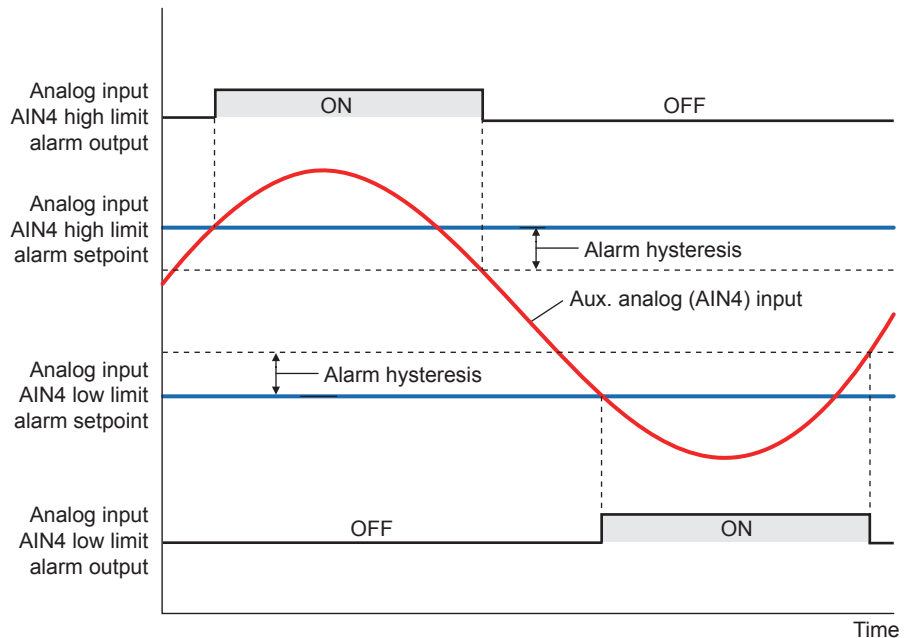 Analog input
AIN4 high limit
alarm output
ON
OFF
Analog input
AIN4 high limit
alarm setpoint
Alarm hysteresis
Aux. analog (AIN4) input
Analog input
AIN4 low limit
alarm setpoint
Alarm hysteresis
Analog input
AIN4 low limit
alarm output
OFF
ON
Time